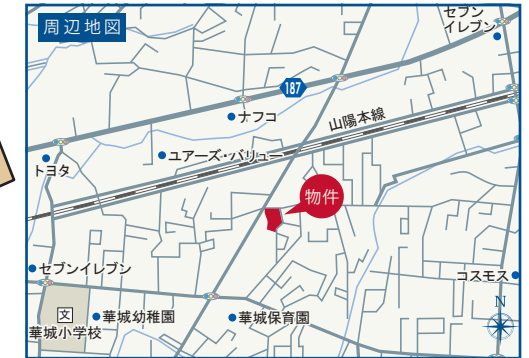 周辺地図
セブン
イレブン
187
ナフコ
山陽本線
ユアーズ・バリュー
トヨタ
物件
セブンイレブン
コスモス
N
文
華城幼稚園
華城保育園
華城小学校